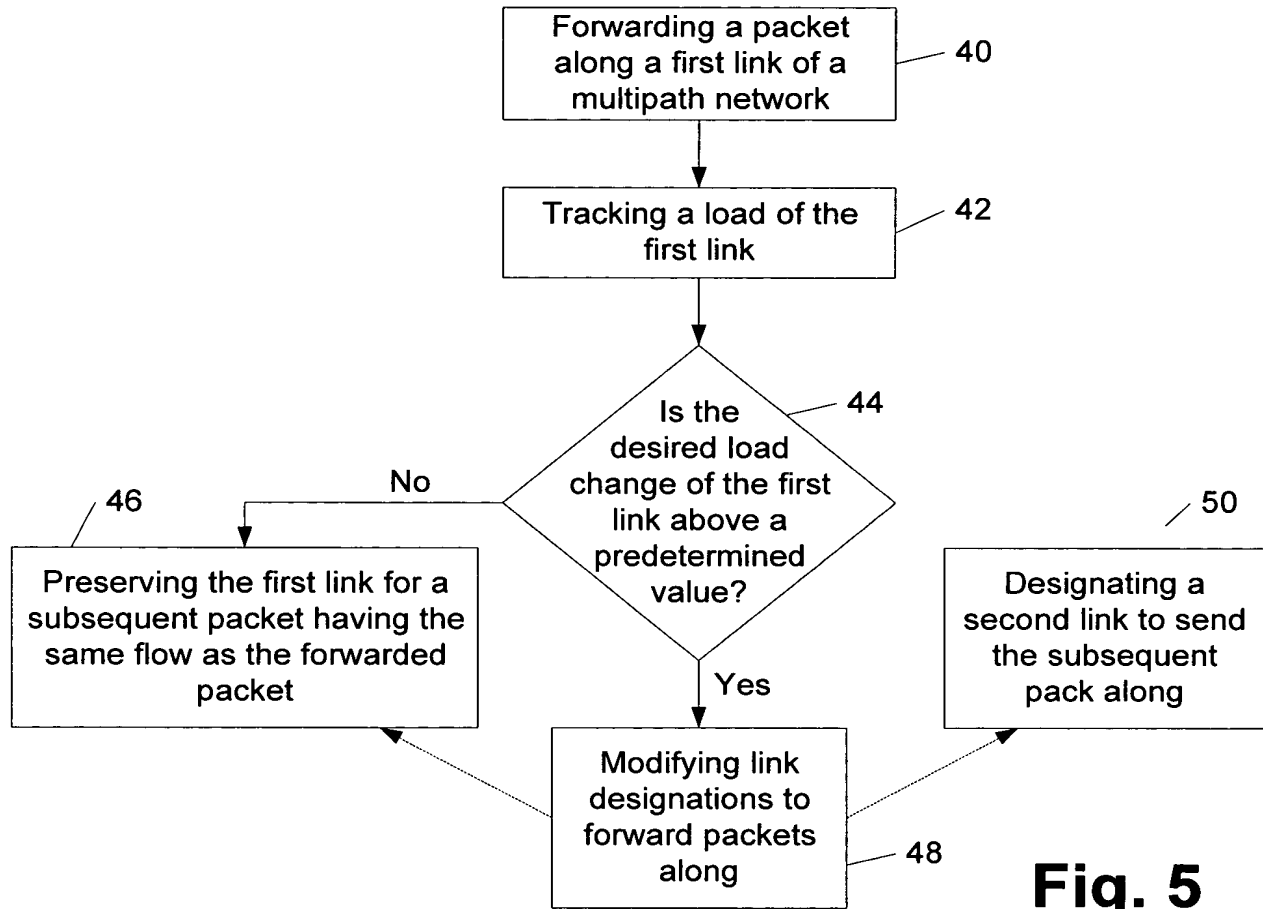 Forwarding a packet
along a first link of a
multipath network
40
Tracking a load of the
first link
42
Is the
desired load
change of the first
link above a
predetermined
value?
44
No
Yes
46
Preserving the first link for a
subsequent packet having the
same flow as the forwarded
packet
50
Designating a
second link to send
the subsequent
pack along
Modifying link
designations to
forward packets
along
48
Fig. 5